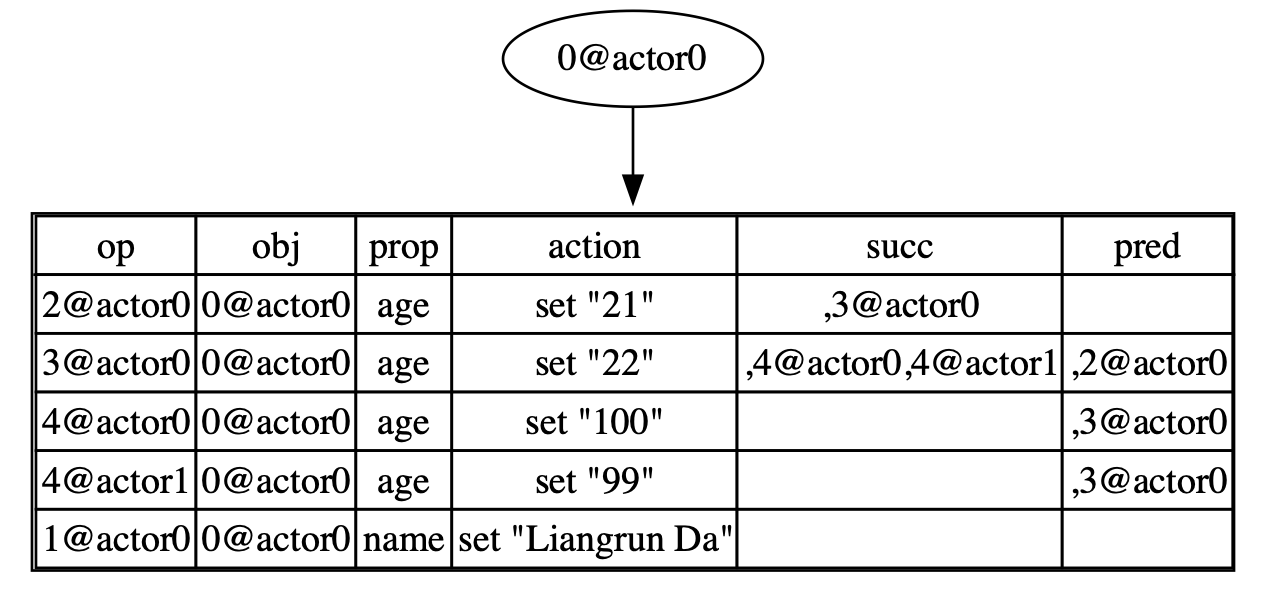 0@actor0
op obj prop action succ pred
2@actor0 0@actor0 age set "21" ,3@actor0
3@actor0 0@actor0 age set "22" ,4@actor0,4@actor1 ,2@actor0
4@actor0 0@actor0 age set "100" ,3@actor0
4@actor1 0@actor0 age set "99" ,3@actor0
1@actor0 0@actor0 name set "Liangrun Da"